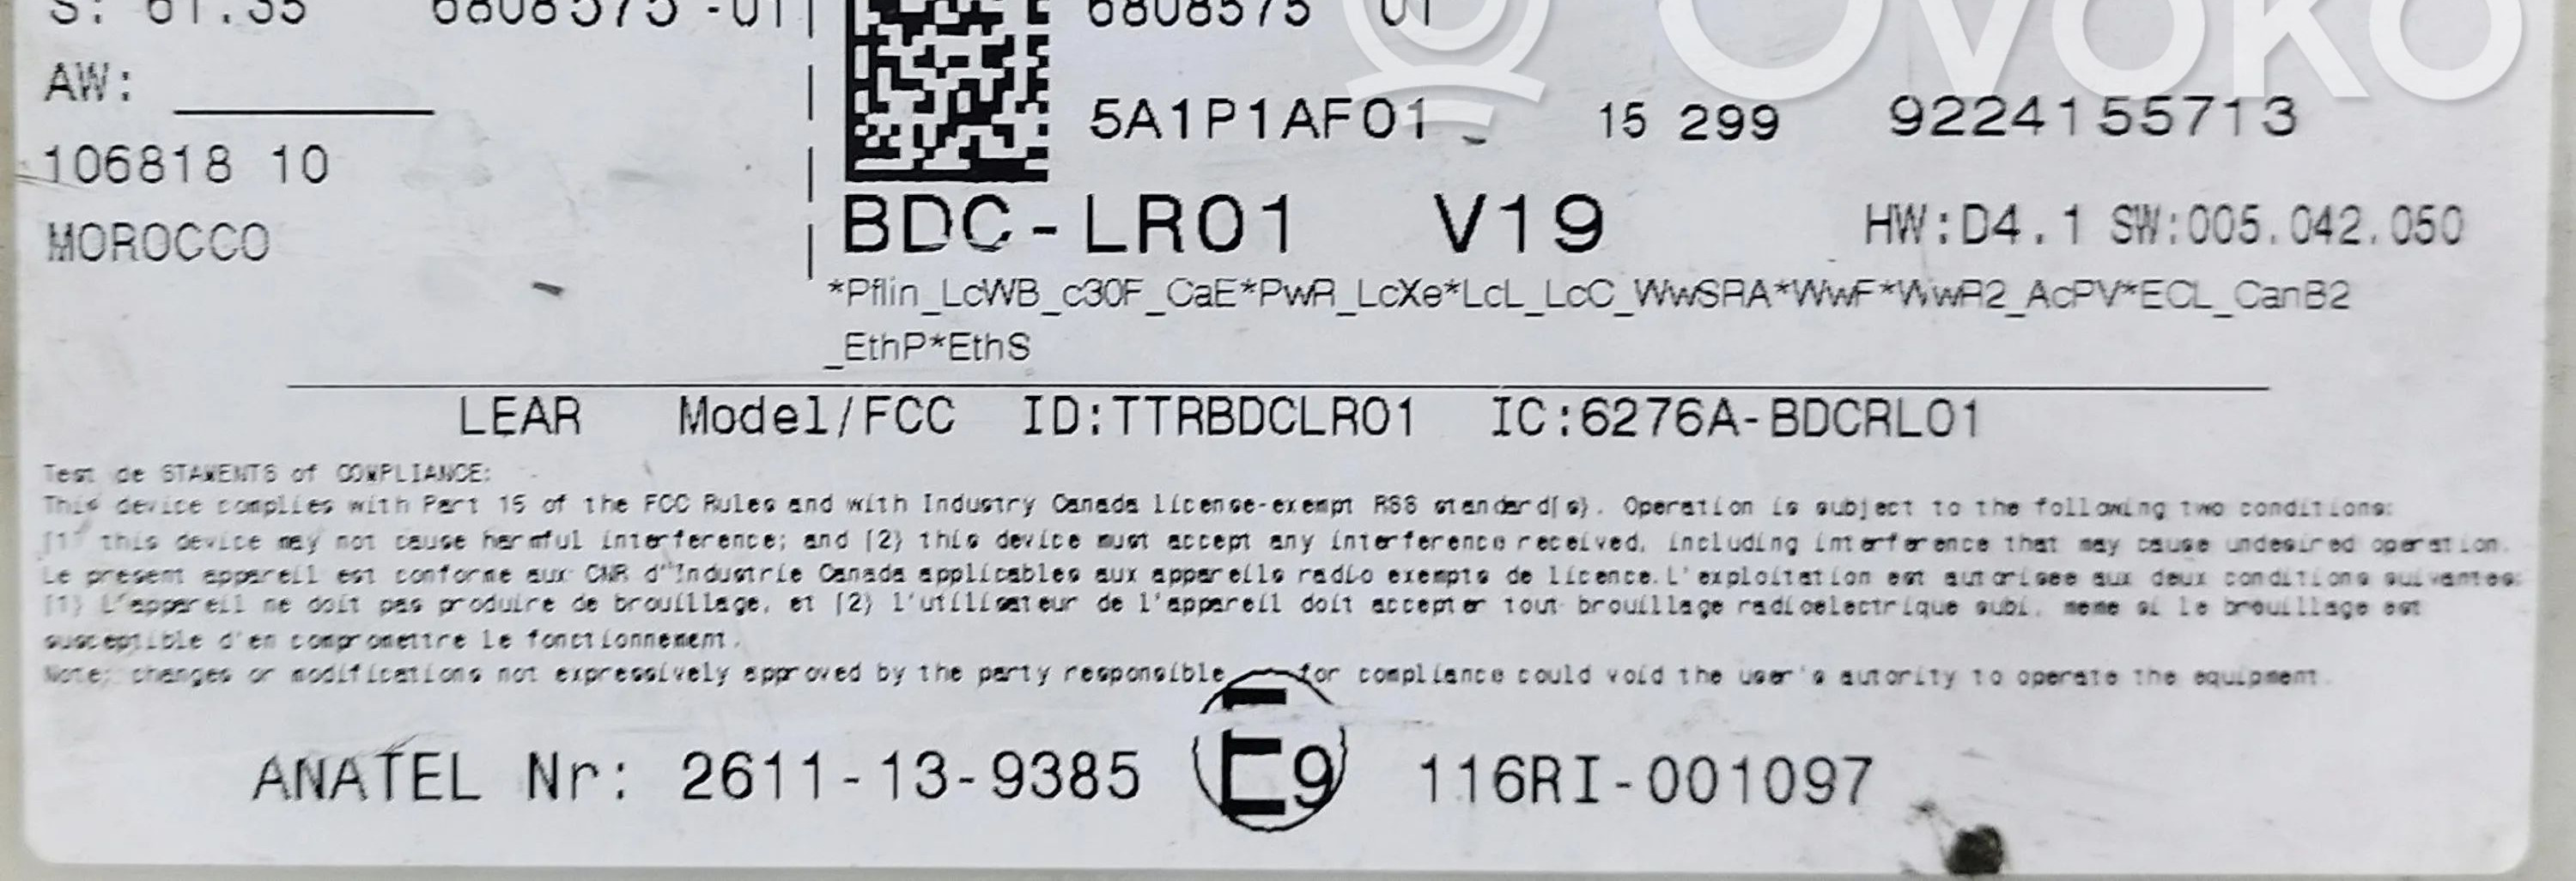 S: 61.35 6808575-01 6808575 01
Ovoko
AW:
5A1P1AF01 15 299 9224155713
106818 10
BDC-LR01 V19 HW:D4.1 SW:005.042.050
MOROCCO
*Pflin_LcWB_c30F_CaE*PwR_LcXe*LcL_LcC_WwSRA*WwF*WwR2_AcPV*ECL_CanB2
_EthP*EthS
LEAR Model/FCC ID:TTRBDCLR01 IC:6276A-BDCRL01
Test de STAMENTS of COMPLIANCE:
This device complies with Part 15 of the FCC Rules and with Industry Canada license-exempt RSS standard(s). Operation is subject to the following two conditions:
(1) this device may not cause harmful interference; and (2) this device must accept any interference received, including interference that may cause undesired operation.
Le present appareil est conforme aux CNR d'Industrie Canada applicables aux appareils radio exempts de licence.L'exploitation est autorisee aux deux conditions suivantes:
(1) L'appareil ne doit pas produire de brouillage, et (2) l'utilisateur de l'appareil doit accepter tout brouillage radioelectrique subi, meme si le brouillage est
susceptible d'en compromettre le fonctionnement.
Note; changes or modifications not expressively approved by the party responsible for compliance could void the user's autority to operate the equipment.
ANATEL Nr: 2611-13-9385 E9 116RI-001097